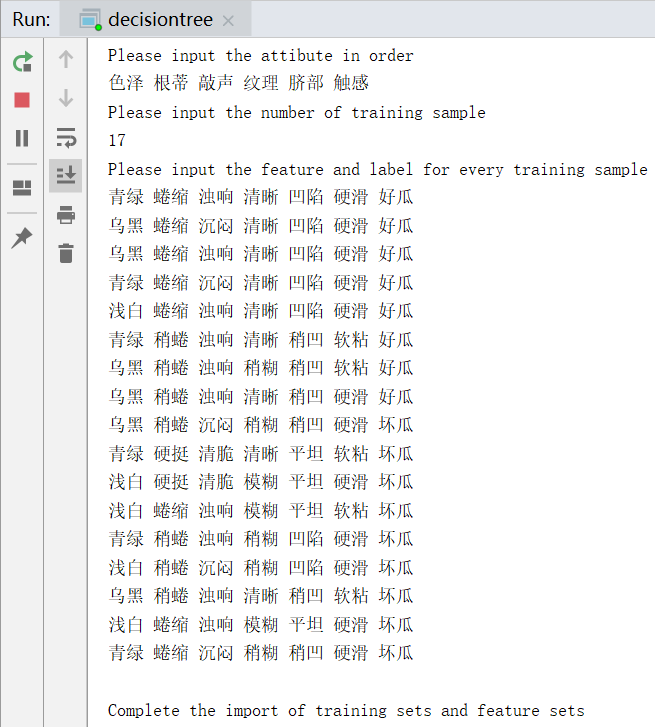 Run: decisiontree
Please input the attibute in order
色泽 根蒂 敲声 纹理 脐部 触感
Please input the number of training sample
17
Please input the feature and label for every training sample
青绿 蜷缩 浊响 清晰 凹陷 硬滑 好瓜
乌黑 蜷缩 沉闷 清晰 凹陷 硬滑 好瓜
乌黑 蜷缩 浊响 清晰 凹陷 硬滑 好瓜
青绿 蜷缩 沉闷 清晰 凹陷 硬滑 好瓜
浅白 蜷缩 浊响 清晰 凹陷 硬滑 好瓜
青绿 稍蜷 浊响 清晰 稍凹 软粘 好瓜
乌黑 稍蜷 浊响 稍糊 稍凹 软粘 好瓜
乌黑 稍蜷 浊响 清晰 稍凹 硬滑 好瓜
乌黑 稍蜷 沉闷 稍糊 稍凹 硬滑 坏瓜
青绿 硬挺 清脆 清晰 平坦 软粘 坏瓜
浅白 硬挺 清脆 模糊 平坦 硬滑 坏瓜
浅白 蜷缩 浊响 模糊 平坦 软粘 坏瓜
青绿 稍蜷 浊响 稍糊 凹陷 硬滑 坏瓜
浅白 稍蜷 沉闷 稍糊 凹陷 硬滑 坏瓜
乌黑 稍蜷 浊响 清晰 稍凹 软粘 坏瓜
浅白 蜷缩 浊响 模糊 平坦 硬滑 坏瓜
青绿 蜷缩 沉闷 稍糊 稍凹 硬滑 坏瓜
Complete the import of training sets and feature sets